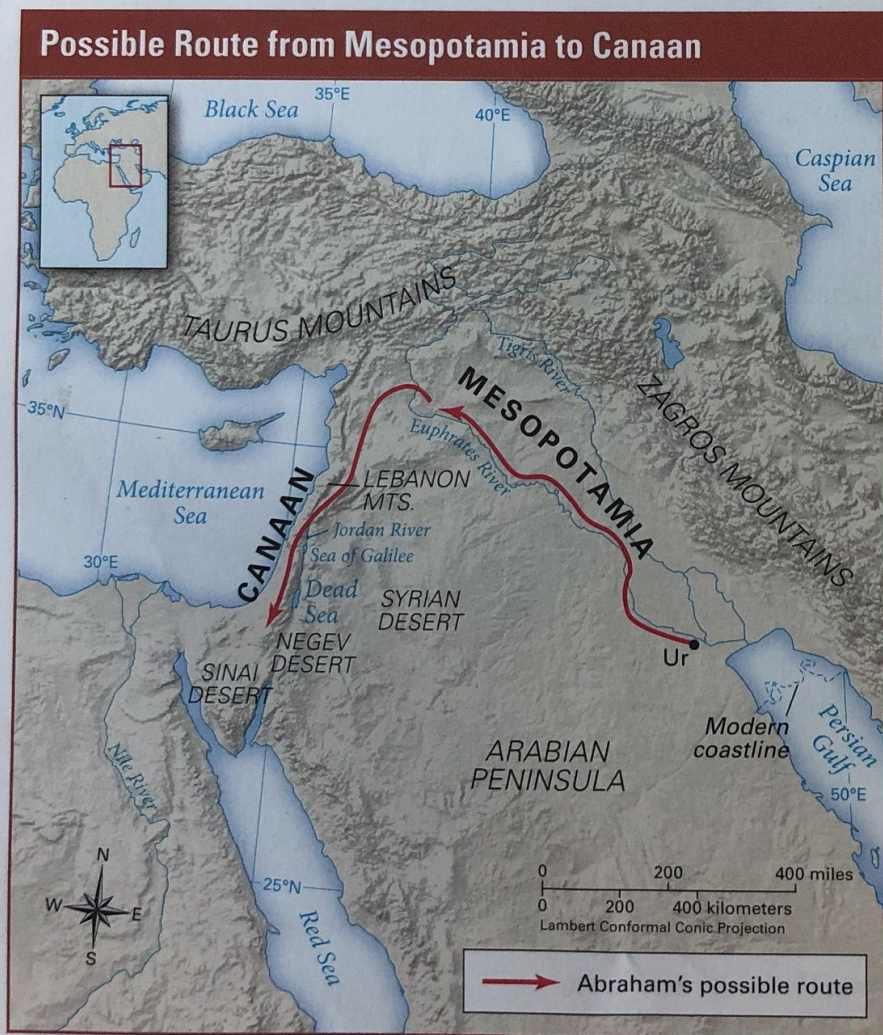 Possible Route from Mesopotamia to Canaan
35°E
Black Sea
40°E
Caspian
Sea
TAURUS MOUNTAINS
Tigris River
MESOPOTAMIA
ZAGROS MOUNTAINS
35°N
Euphrates River
Mediterranean
Sea
CANAAN
LEBANON
MTS.
Jordan River
Sea of Galilee
30°E
Dead
Sea
SYRIAN
DESERT
NEGEV
DESERT
SINAI
DESERT
Ur
Modern
coastline
Persian
Gulf
ARABIAN
PENINSULA
50°E
Nile River
N
W
E
S
25°N
Red Sea
0 200 400 miles
0 200 400 kilometers
Lambert Conformal Conic Projection
Abraham's possible route